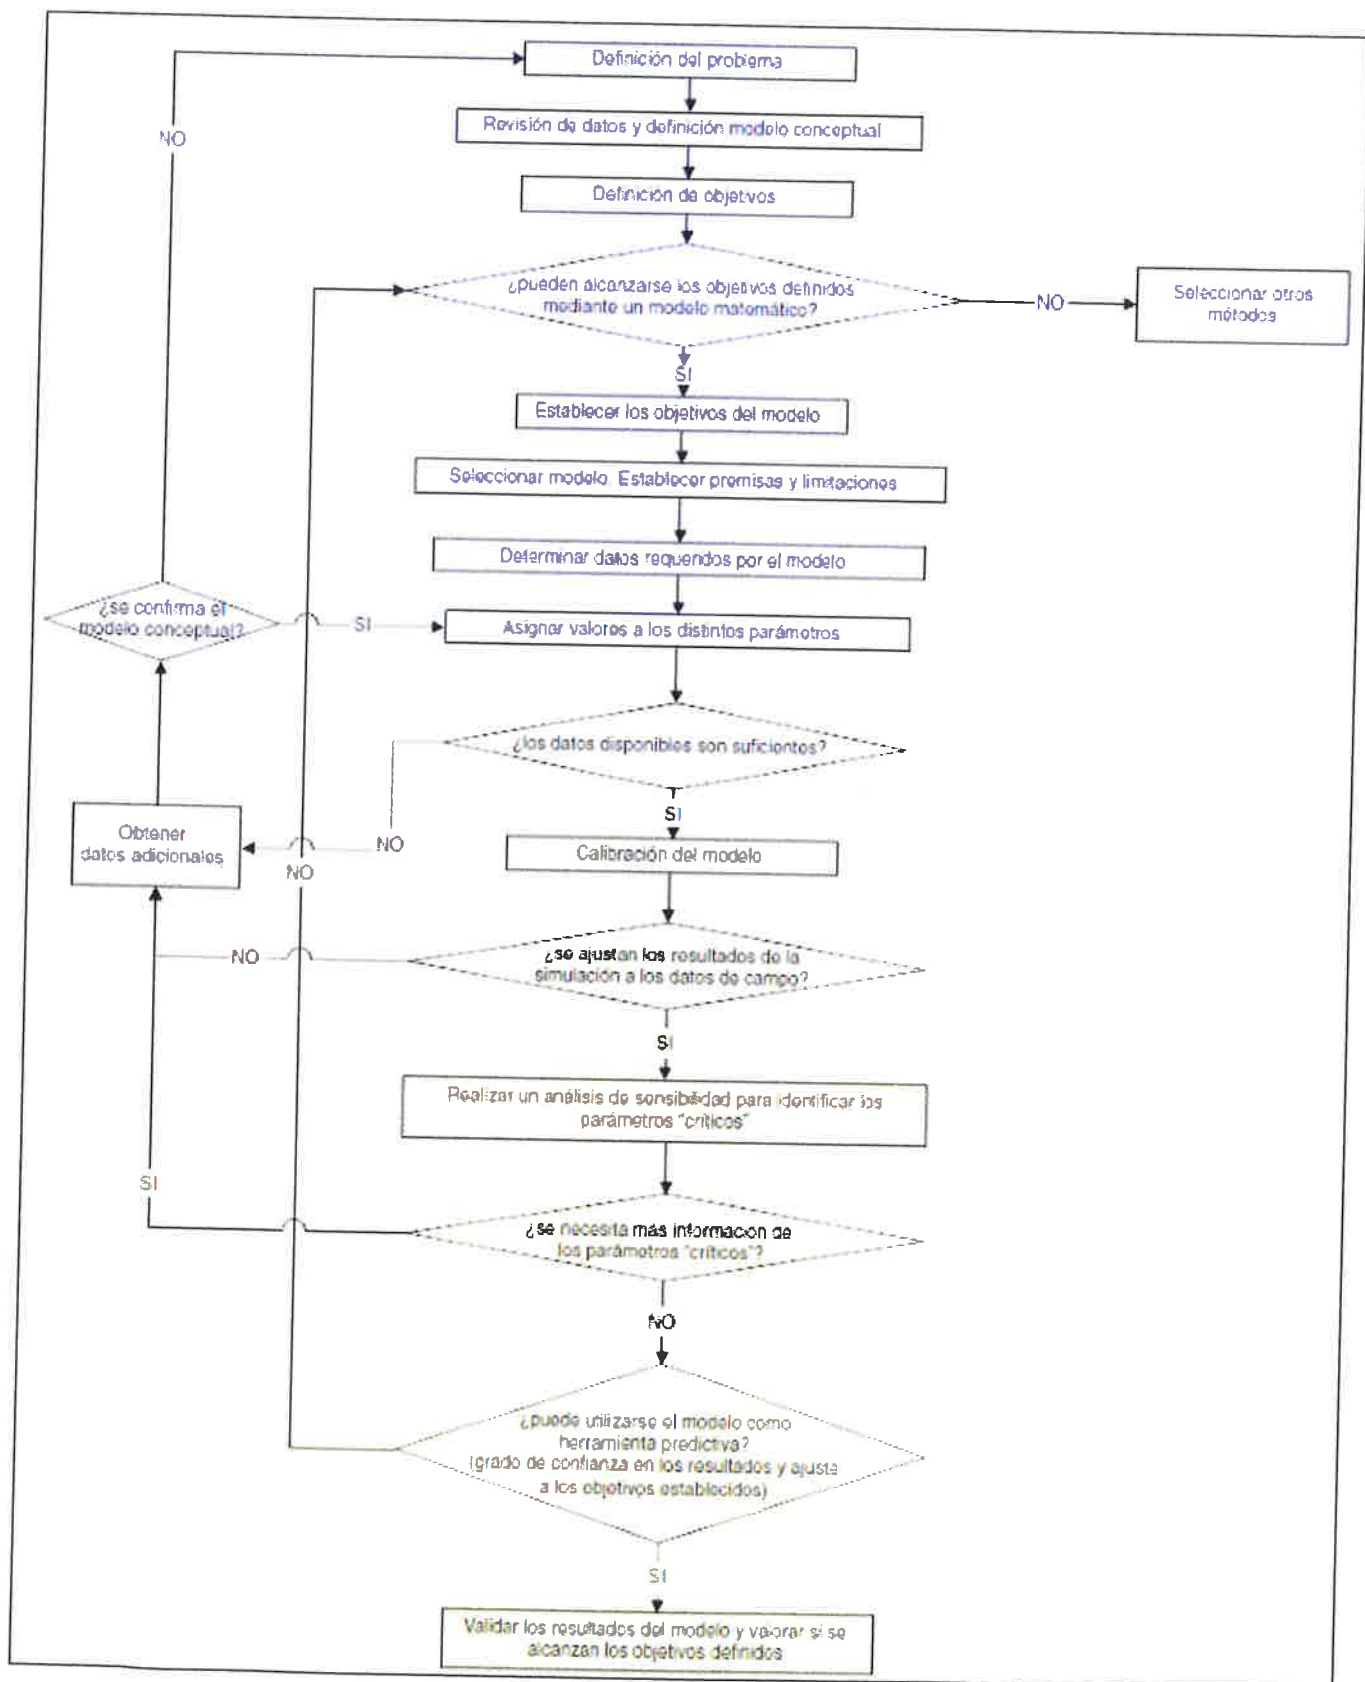 Definición del problema
NO
Revisión de datos y definición modelo conceptual
Definición de objetivos
¿pueden alcanzarse los objetivos definidos
mediante un modelo matemático?
NO
Seleccionar otros
métodos
SI
Establecer los objetivos del modelo
Seleccionar modelo. Establecer premisas y limitaciones
Determinar datos requeridos por el modelo
¿se confirma el
modelo conceptual?
SI
Asignar valores a los distintos parámetros
¿los datos disponibles son suficientes?
SI
Obtener
datos adicionales
NO
NO
Calibración del modelo
NO
¿se ajustan los resultados de la
simulación a los datos de campo?
SI
Realizar un análisis de sensibilidad para identificar los
parámetros "críticos"
SI
¿se necesita más información de
los parámetros "críticos"?
NO
¿puede utilizarse el modelo como
herramienta predictiva?
(grado de confianza en los resultados y ajuste
a los objetivos establecidos)
SI
Validar los resultados del modelo y valorar si se
alcanzan los objetivos definidos